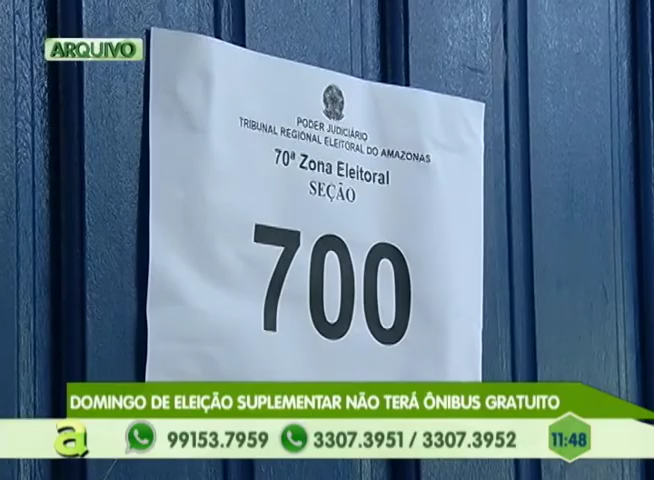 ARQUIVO
PODER JUDICIÁRIO
TRIBUNAL REGIONAL ELEITORAL DO AMAZONAS
70ª Zona Eleitoral
SEÇÃO
700
DOMINGO DE ELEIÇÃO SUPLEMENTAR NÃO TERÁ ÔNIBUS GRATUITO
a 99153.7959 3307.3951 / 3307.3952 11:48